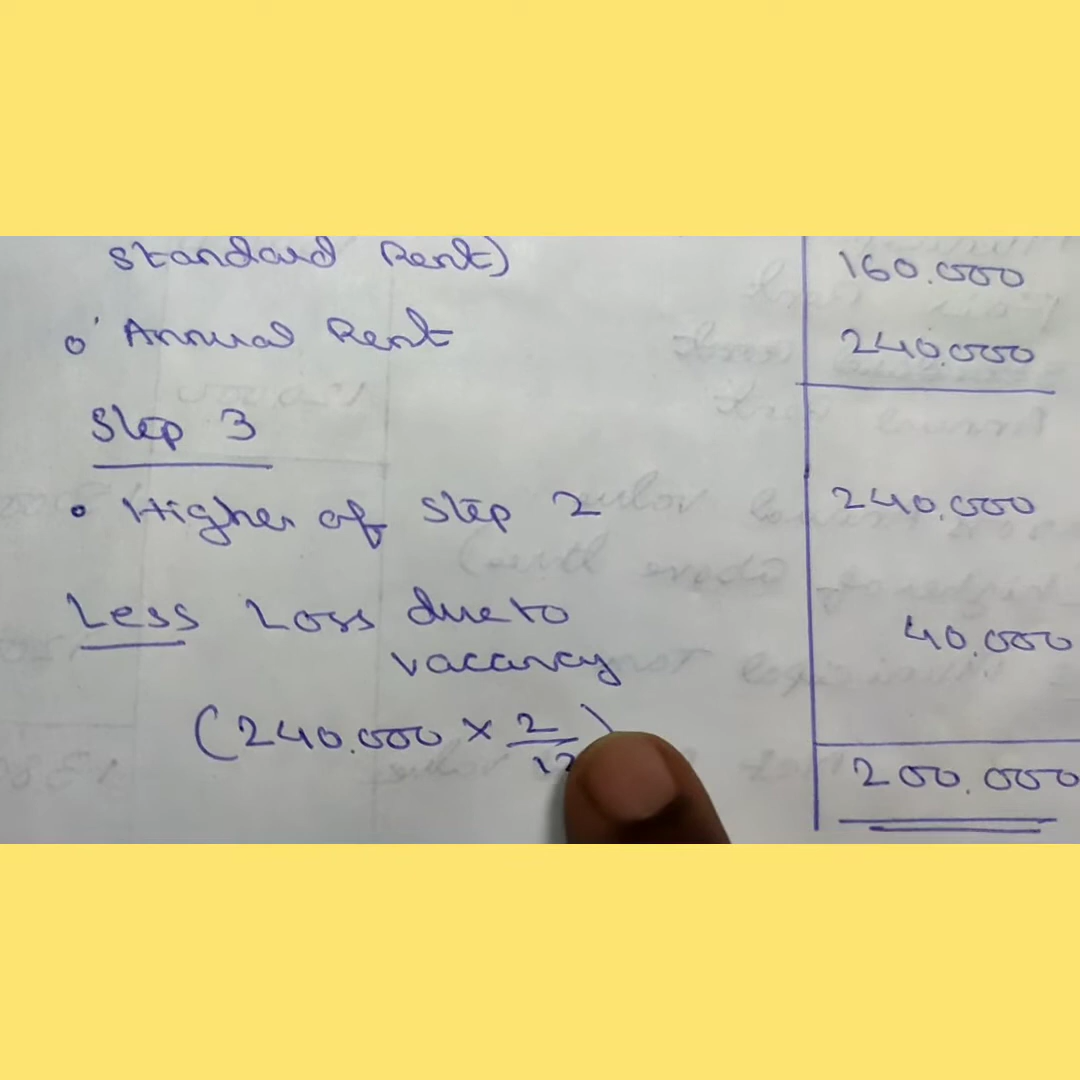 standard Rent) 160.000
Annual Rent 240.000
Step 3
• Higher of Step 2 240.000
Less Loss due to 40.000
vacancy
(240.000 × 2/12)
200.000